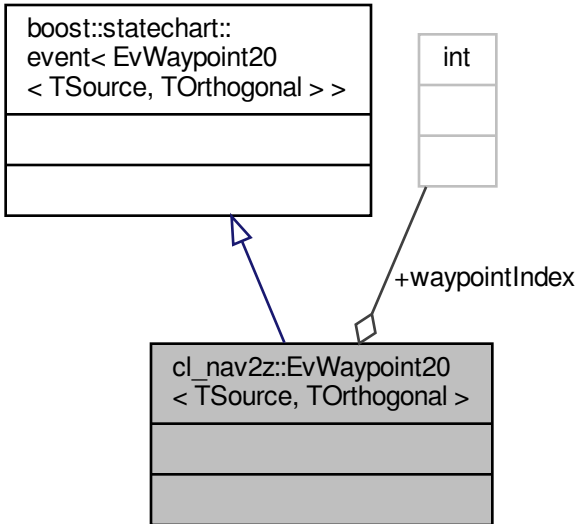 boost::statechart::
event< EvWaypoint20
< TSource, TOrthogonal > >
int
+waypointIndex
cl_nav2z::EvWaypoint20
< TSource, TOrthogonal >